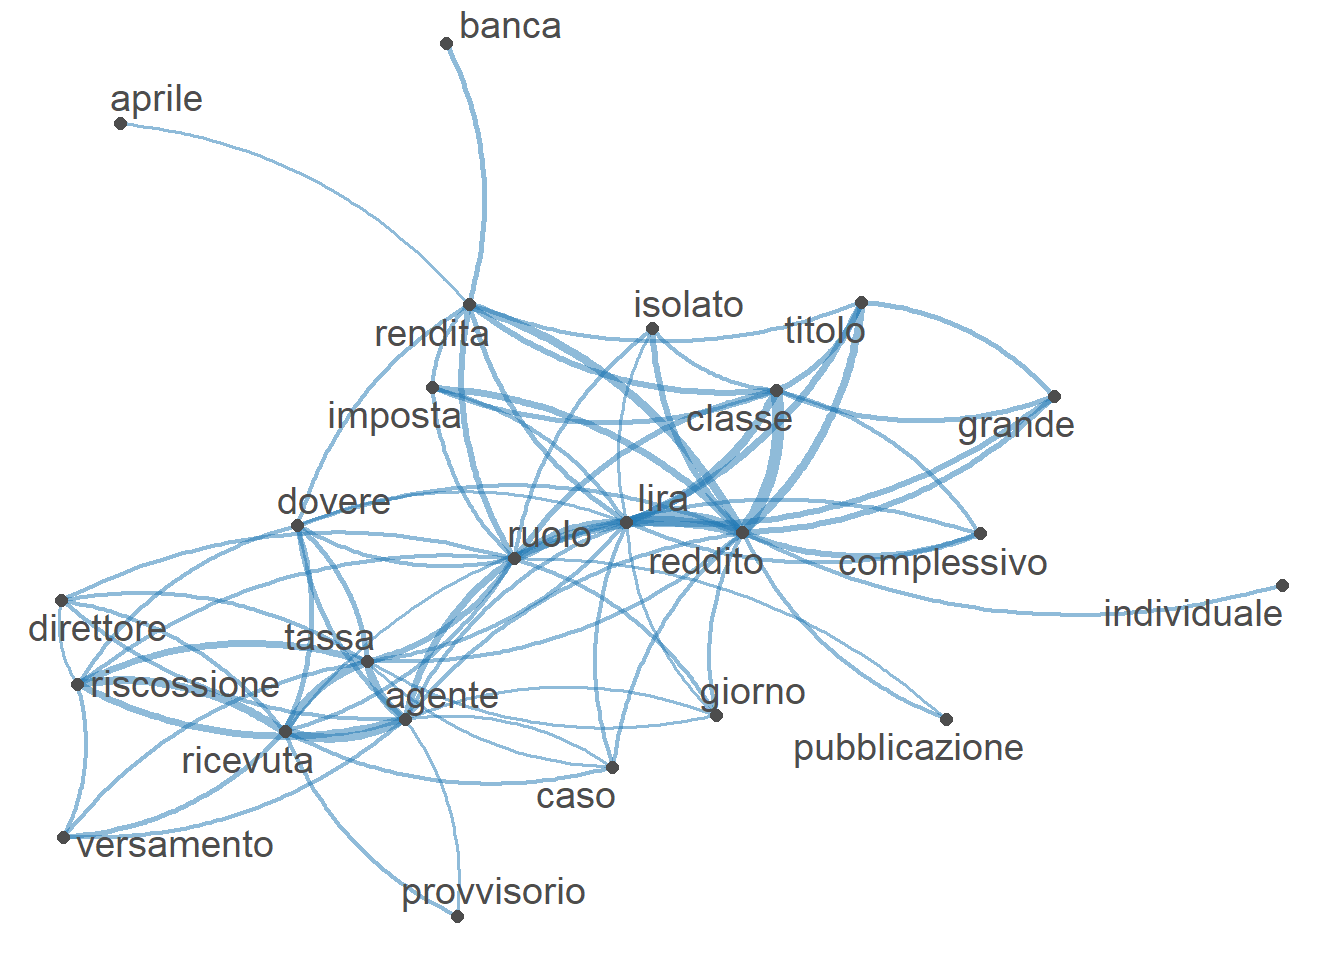 banca
aprile
isolato
rendita
titolo
imposta
classe
grande
dovere
lira
ruolo
reddito
complessivo
individuale
direttore
tassa
riscossione
agente
giorno
ricevuta
pubblicazione
caso
versamento
provvisorio